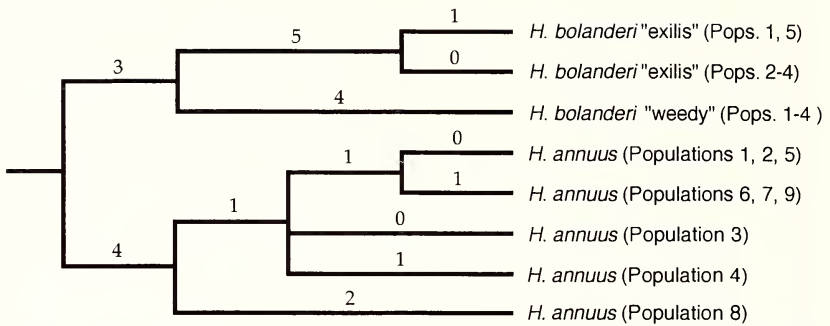 1
5
H. bolanderi "exilis" (Pops. 1, 5)
0
3
H. bolanderi "exilis" (Pops. 2-4)
4
H. bolanderi "weedy" (Pops. 1-4 )
0
H. annuus (Populations 1, 2, 5)
1
1
H. annuus (Populations 6, 7, 9)
1
0
H. annuus (Population 3)
4
1
H. annuus (Population 4)
2
H. annuus (Population 8)